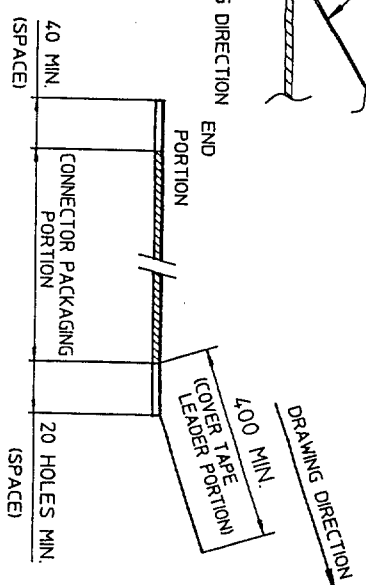 G DIRECTION
END
PORTION
40 MIN.
(SPACE)
CONNECTOR PACKAGING
PORTION
20 HOLES MIN.
(SPACE)
400 MIN.
(COVER TAPE
LEADER PORTION)
DRAWING DIRECTION